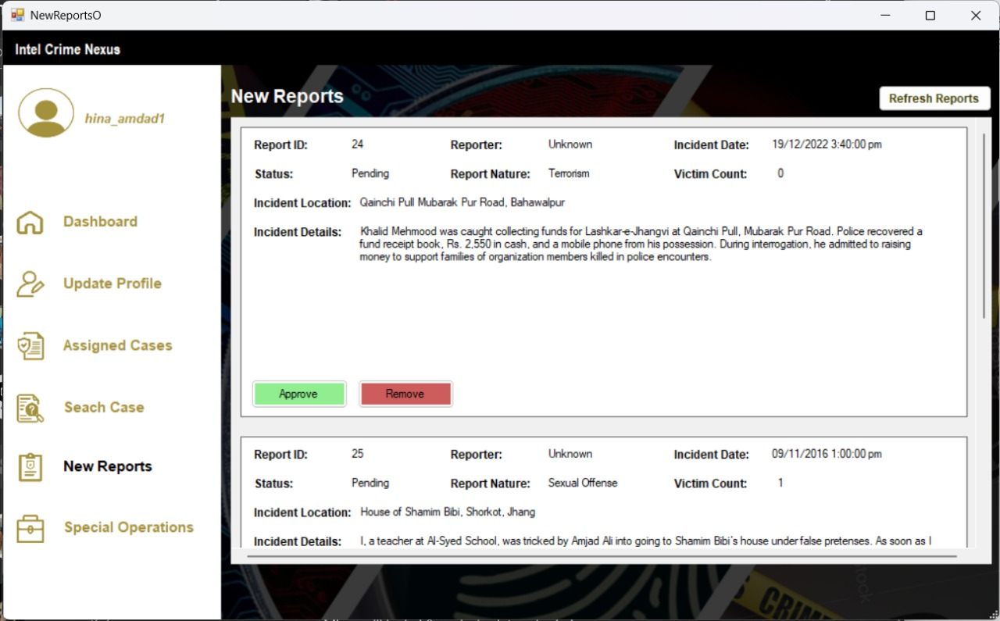 NewReportsO
Intel Crime Nexus
hina_amdad1
Dashboard
Update Profile
Assigned Cases
Seach Case
New Reports
Special Operations
New Reports
Refresh Reports
Report ID: 24 Reporter: Unknown Incident Date: 19/12/2022 3:40:00 pm
Status: Pending Report Nature: Terrorism Victim Count: 0
Incident Location: Qainchi Pull Mubarak Pur Road, Bahawalpur
Incident Details: Khalid Mehmood was caught collecting funds for Lashkar-e-Jhangvi at Qainchi Pull, Mubarak Pur Road. Police recovered a
fund receipt book, Rs. 2,550 in cash, and a mobile phone from his possession. During interrogation, he admitted to raising
money to support families of organization members killed in police encounters.
Approve Remove
Report ID: 25 Reporter: Unknown Incident Date: 09/11/2016 1:00:00 pm
Status: Pending Report Nature: Sexual Offense Victim Count: 1
Incident Location: House of Shamim Bibi, Shorkot, Jhang
Incident Details: I, a teacher at Al-Syed School, was tricked by Amjad Ali into going to Shamim Bibi's house under false pretenses. As soon as I
CRIME